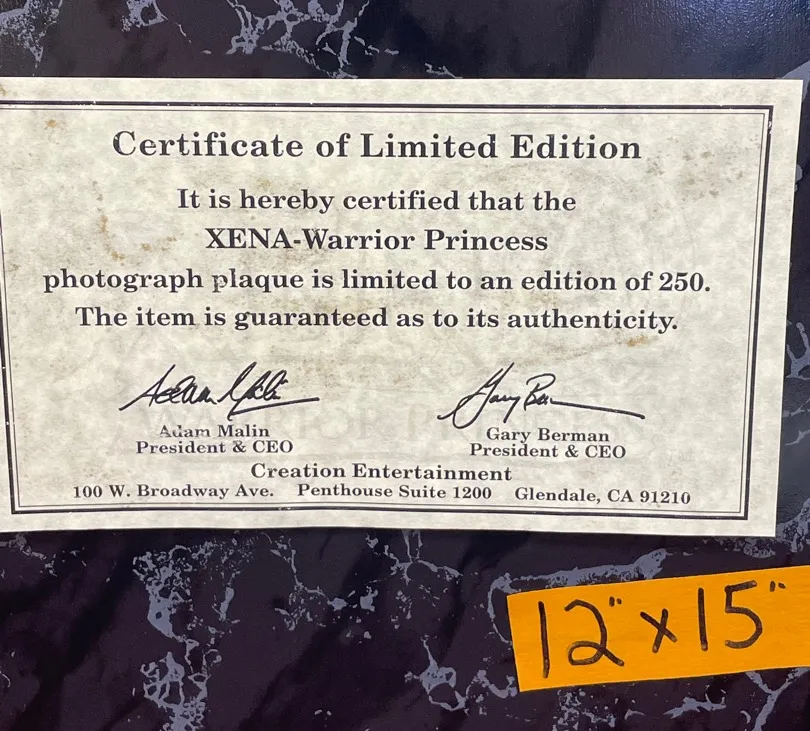 Certificate of Limited Edition
It is hereby certified that the
XENA-Warrior Princess
photograph plaque is limited to an edition of 250.
The item is guaranteed as to its authenticity.
Adam Malin Gary Berman
President & CEO President & CEO
Creation Entertainment
100 W. Broadway Ave. Penthouse Suite 1200 Glendale, CA 91210
12" x 15"